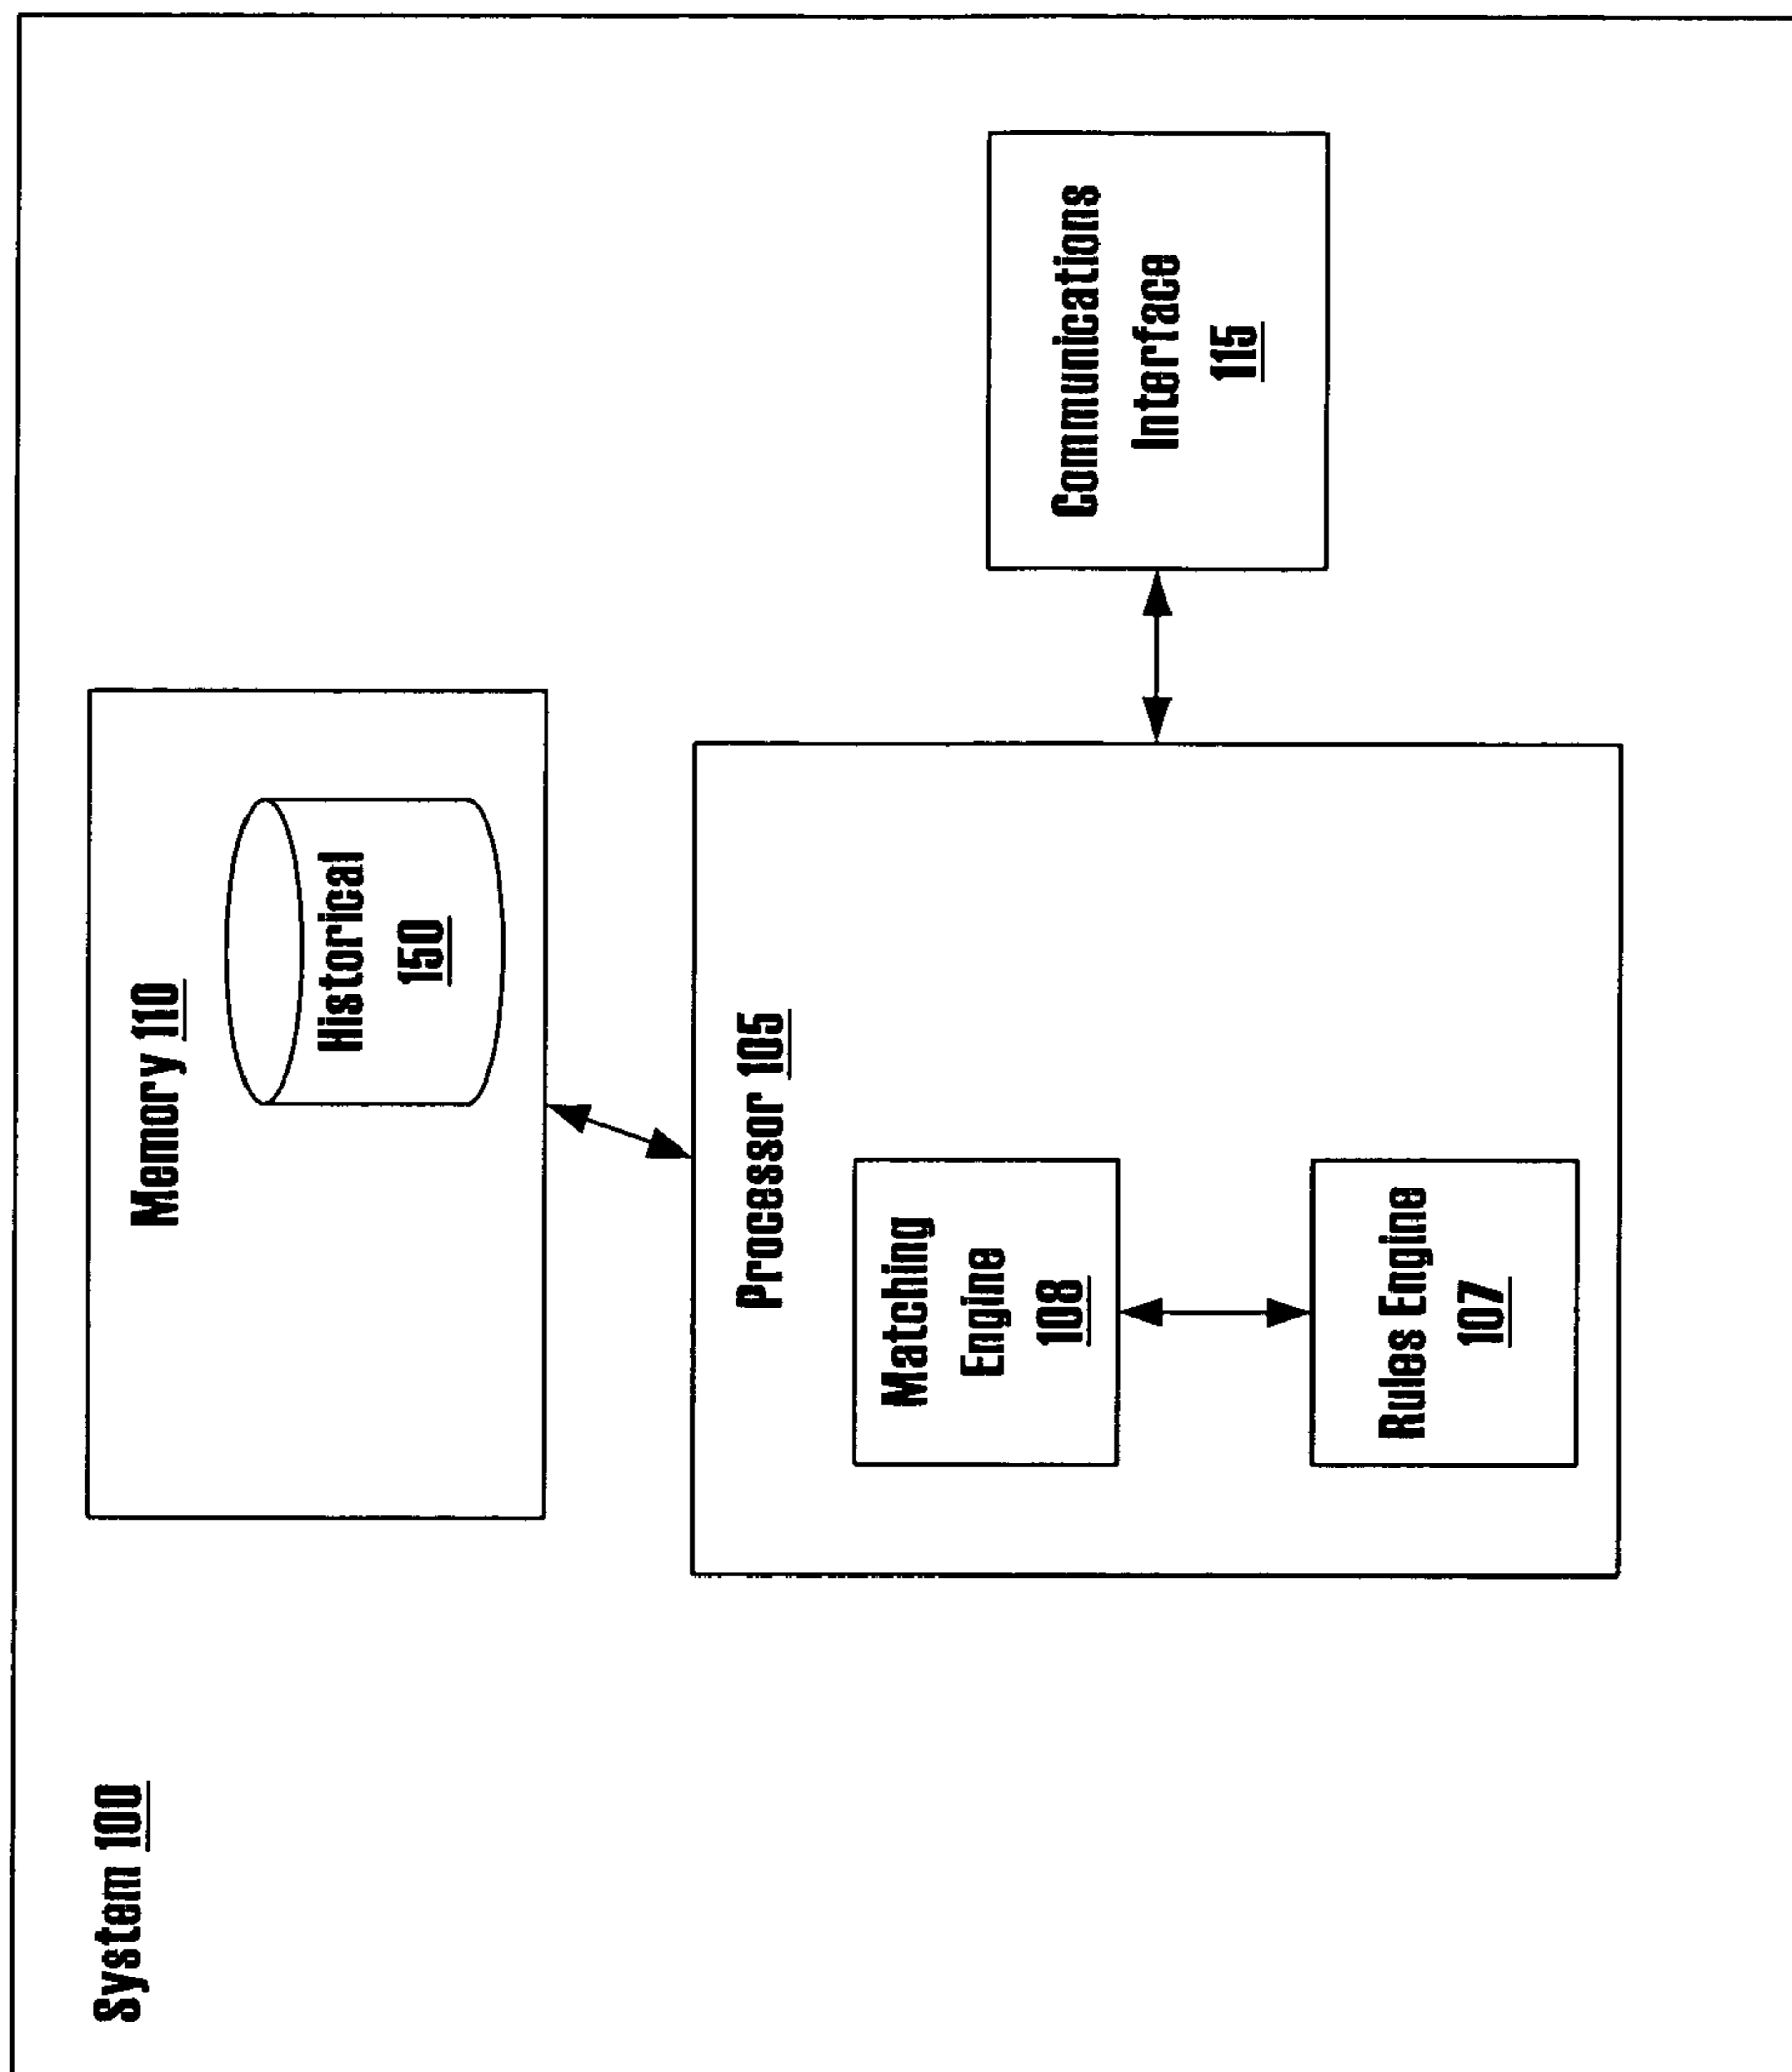 System 100
Memory 110
Historical
150
Processor 105
Matching
Engine
108
Rules Engine
107
Communications
Interface
115